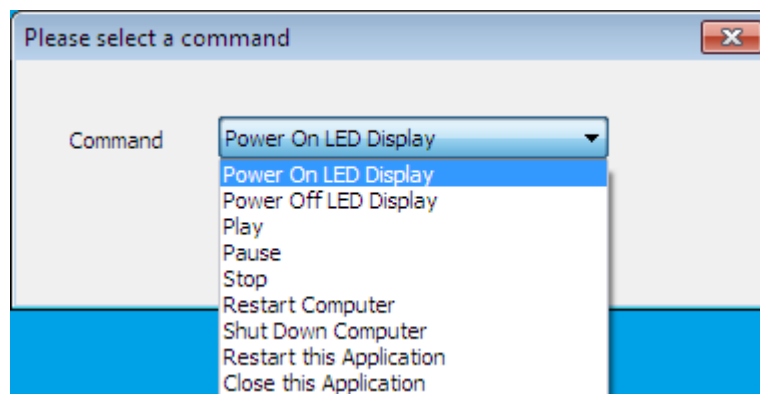 Please select a command
Command Power On LED Display
Power On LED Display
Power Off LED Display
Play
Pause
Stop
Restart Computer
Shut Down Computer
Restart this Application
Close this Application